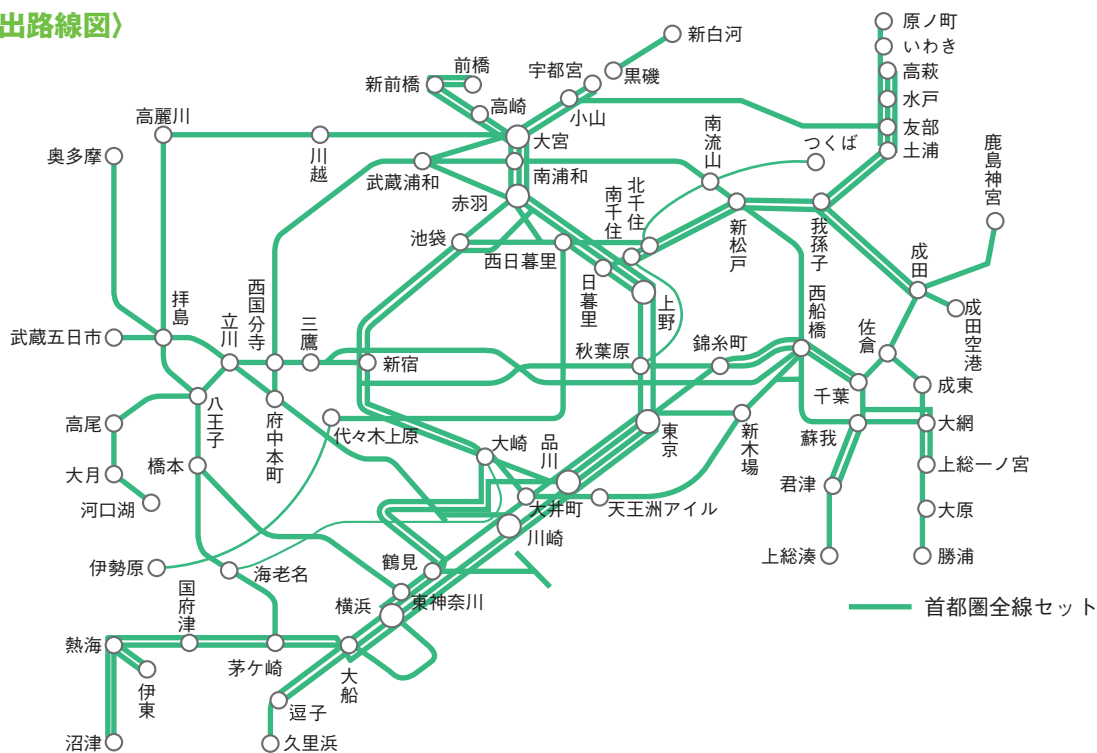 出路線図〉
原ノ町
いわき
高萩
水戸
友部
土浦
鹿島神宮
新白河
黒磯
宇都宮
小山
前橋
新前橋
高崎
大宮
高麗川
川越
奥多摩
武蔵浦和
南浦和
赤羽
南流山
つくば
北千住
南千住
新松戸
我孫子
池袋
西日暮里
日暮里
上野
成田
成田空港
拝島
武蔵五日市
立川
西国分寺
三鷹
新宿
秋葉原
錦糸町
西船橋
佐倉
千葉
成東
高尾
八王子
府中本町
代々木上原
大崎
品川
東京
新木場
蘇我
大網
大月
橋本
河口湖
大井町
天王洲アイル
君津
上総一ノ宮
大原
川崎
伊勢原
海老名
鶴見
上総湊
勝浦
国府津
横浜
東神奈川
首都圏全線セット
熱海
茅ケ崎
大船
伊東
逗子
沼津
久里浜